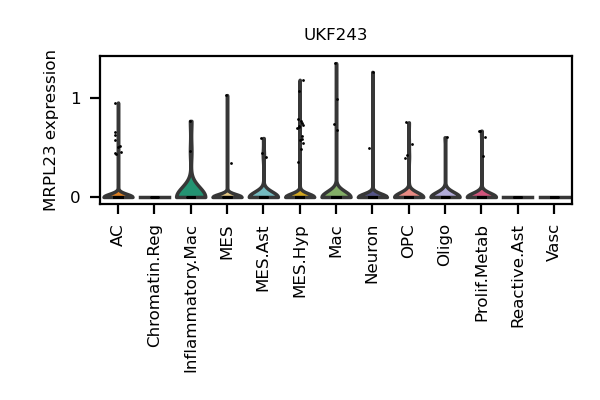 UKF243
MRPL23 expression
1
0
AC
Chromatin.Reg
Inflammatory.Mac
MES
MES.Ast
MES.Hyp
Mac
Neuron
OPC
Oligo
Prolif.Metab
Reactive.Ast
Vasc